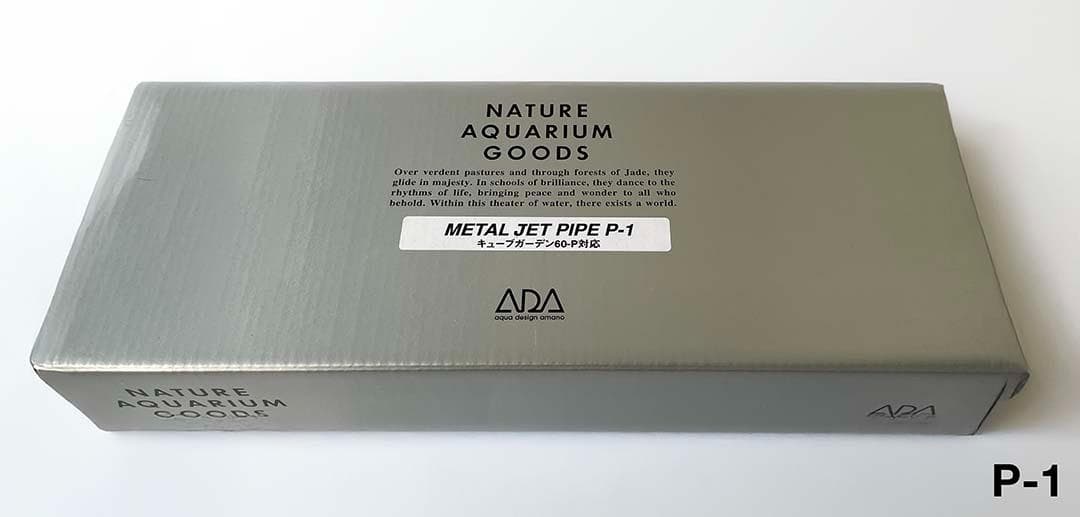 NATURE
AQUARIUM
GOODS
Over verdent pastures and through forests of Jade, they
glide in majesty. In schools of brilliance, they dance to the
rhythms of life, bringing peace and wonder to all who
behold. Within this theater of water, there exists a world.
METAL JET PIPE P-1
キューブガーデン60-P対応
ADA
aqua design amano
NATURE
AQUARIUM
GOODS
ADA
P-1